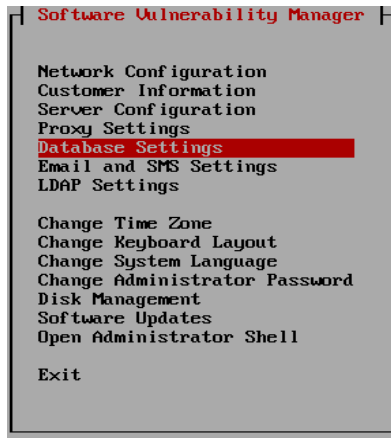 Software Vulnerability Manager
Network Configuration
Customer Information
Server Configuration
Proxy Settings
Database Settings
Email and SMS Settings
LDAP Settings
Change Time Zone
Change Keyboard Layout
Change System Language
Change Administrator Password
Disk Management
Software Updates
Open Administrator Shell
Exit